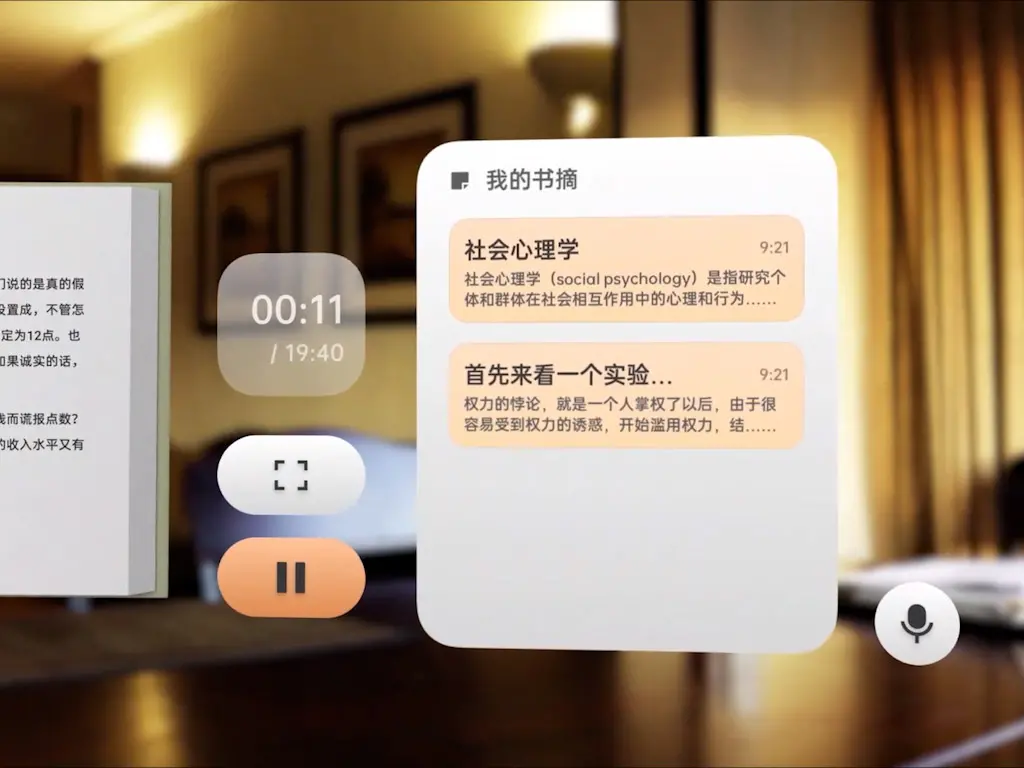 们说的是真的假
设置成，不管怎
定为12点。也
如果诚实的话，
钱而谎报点数？
的收入水平又有
00:11
/ 19:40
我的书摘
社会心理学 9:21
社会心理学（social psychology）是指研究个
体和群体在社会相互作用中的心理和行为……
首先来看一个实验... 9:21
权力的悖论，就是一个人掌权了以后，由于很
容易受到权力的诱惑，开始滥用权力，结……